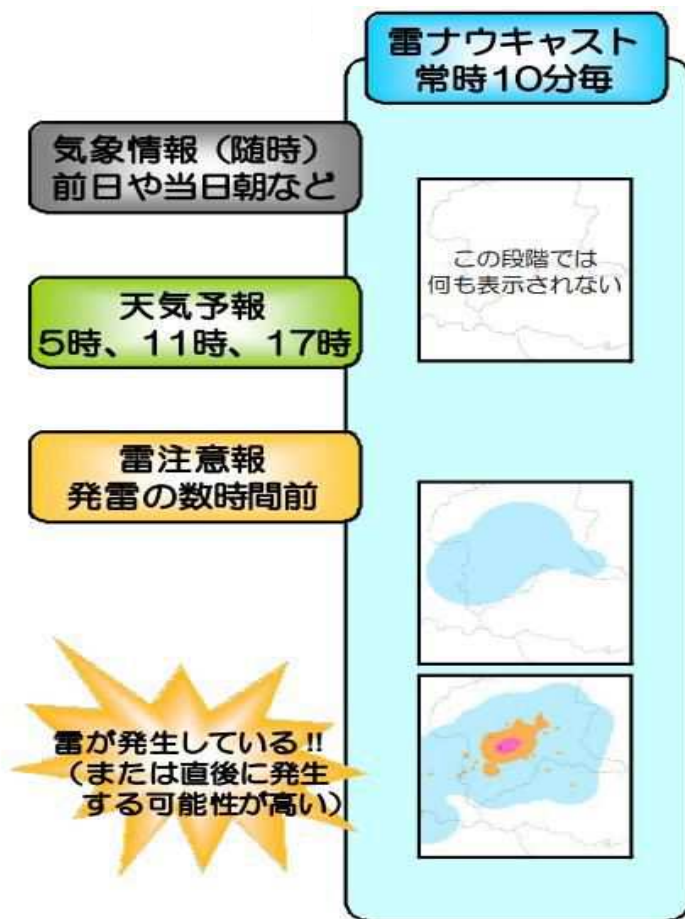 雷ナウキャスト
常時10分毎
気象情報（随時）
前日や当日朝など
この段階では
何も表示されない
天気予報
5時、11時、17時
雷注意報
発雷の数時間前
雷が発生している!!
（または直後に発生
する可能性が高い）